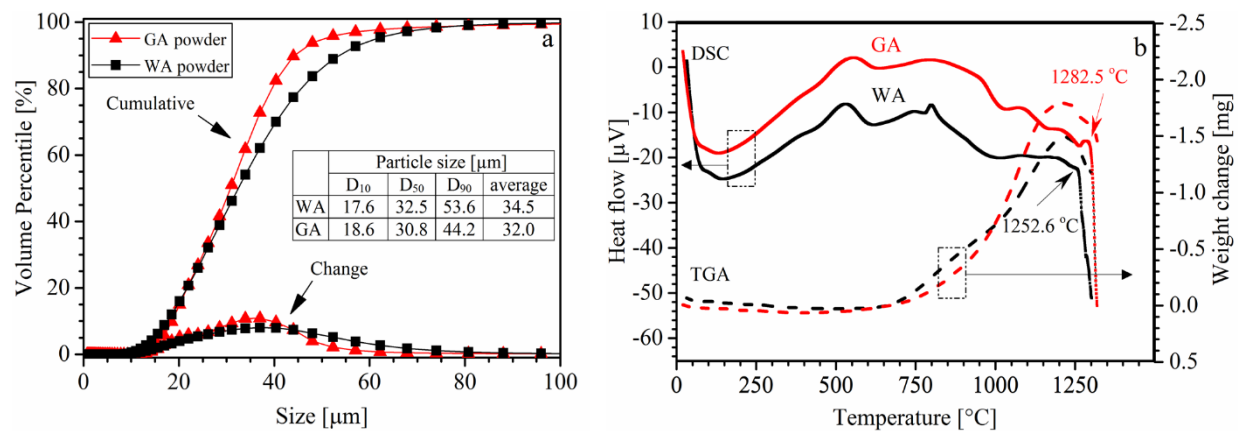 100
80
60
40
20
0
Volume Percentile [%]
GA powder
WA powder
a
Cumulative
Particle size [μm]
D10 D50 D90 average
WA 17.6 32.5 53.6 34.5
GA 18.6 30.8 44.2 32.0
Change
0 20 40 60 80 100
Size [μm]
10
0
-10
-20
-30
-40
-50
-60
Heat flow [μV]
DSC
GA
b
WA
1282.5 °C
1252.6 °C
TGA
-2.5
-2.0
-1.5
-1.0
-0.5
0.0
0.5
Weight change [mg]
0 250 500 750 1000 1250
Temperature [°C]